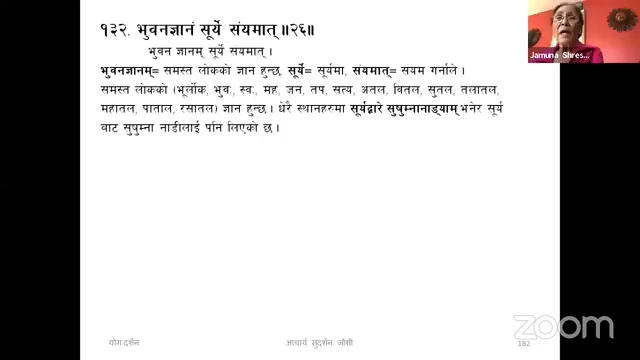 १३२. भुवनज्ञानं सूर्ये संयमात् ॥२६॥
भुवन ज्ञानम् सूर्ये संयमात् ।
भुवनज्ञानम्= समस्त लोकको ज्ञान हुन्छ, सूर्ये= सूर्यमा, संयमात्= संयम गर्नाले ।
समस्त लोकको (भूर्लोक, भुवः, स्वः, मह, जन, तप, सत्य, अतल, वितल, सुतल, तलातल,
महातल, पाताल, रसातल) ज्ञान हुन्छ । धेरै स्थानहरुमा सूर्यद्वारे सुषुम्नानाड्याम् भनेर सूर्य
बाट सुषुम्ना नाडीलाई पनि लिएको छ ।
योग दर्शन
आचार्य सुदर्शन जौशी
182
zoom
Jamuna Shres...